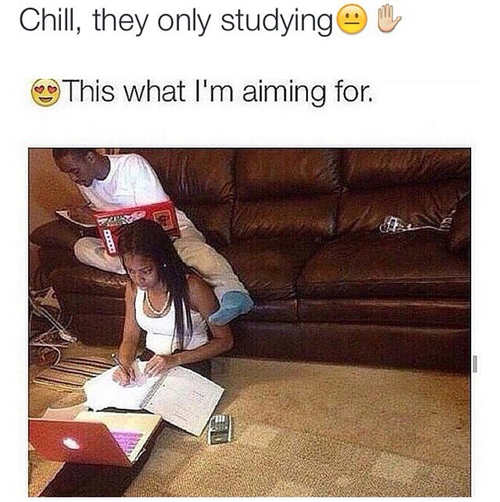 Chill, they only studying😐✋🏼
😍This what I'm aiming for.